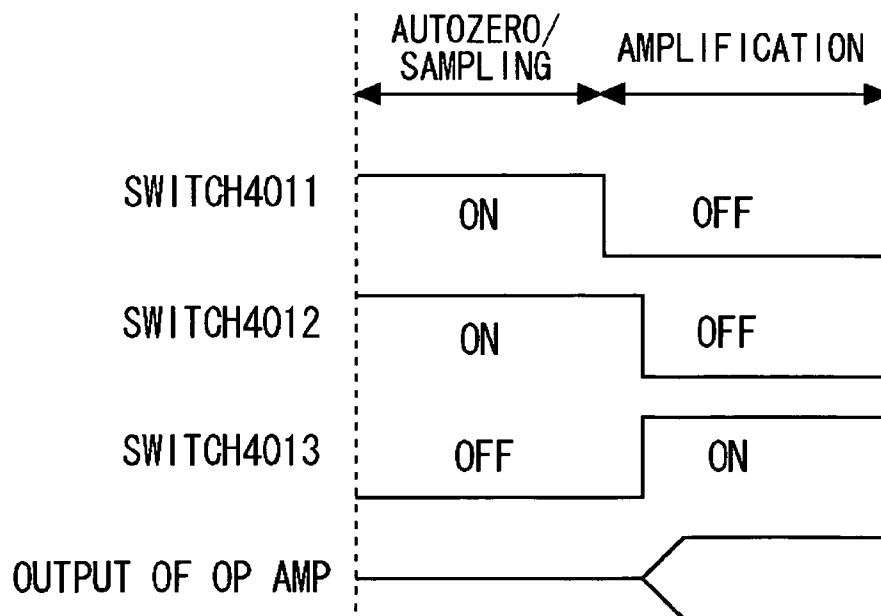 AUTOZERO/
SAMPLING
AMPLIFICATION
SWITCH4011
ON
OFF
SWITCH4012
ON
OFF
SWITCH4013
OFF
ON
OUTPUT OF OP AMP